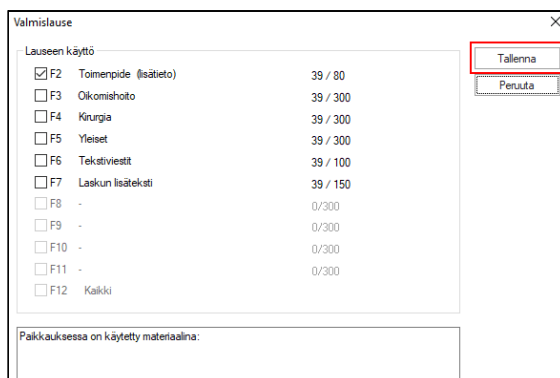 Valmislause
Lauseen käyttö
F2 Toimenpide (lisätieto) 39 / 80
F3 Oikomishoito 39 / 300
F4 Kirurgia 39 / 300
F5 Yleiset 39 / 300
F6 Tekstiviestit 39 / 100
F7 Laskun lisäteksti 39 / 150
F8 - 0/300
F9 - 0/300
F10 - 0/300
F11 - 0/300
F12 Kaikki
Tallenna
Peruuta
Paikkauksessa on käytetty materiaalina: